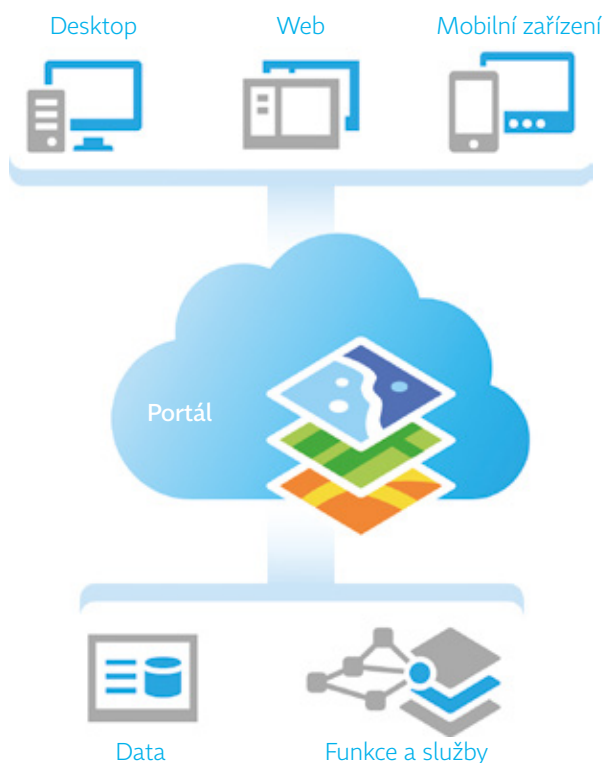 Desktop
Web
Mobilní zařízení
Portál
Data
Funkce a služby